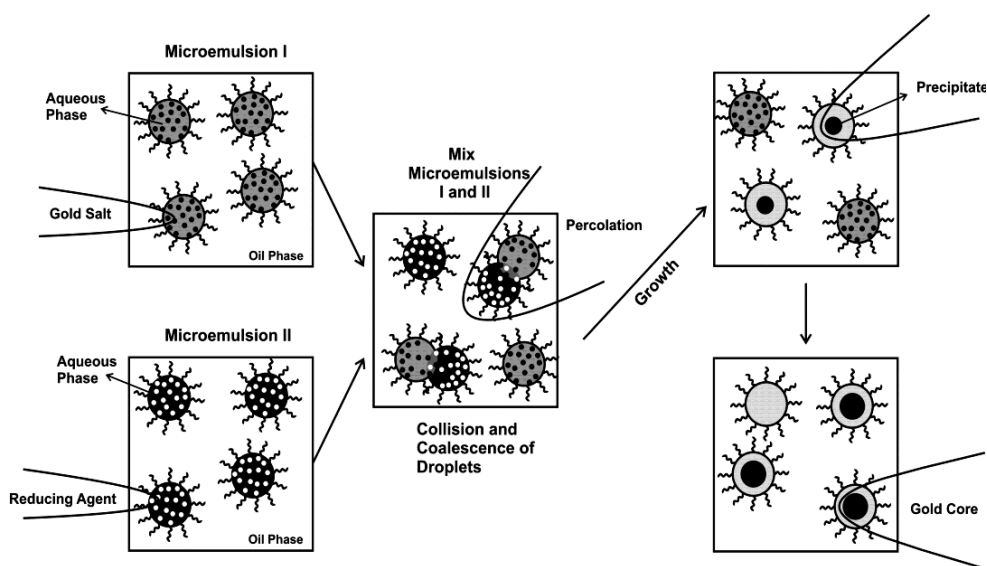 Microemulsion I
Aqueous
Phase
Gold Salt
Oil Phase
Microemulsion II
Aqueous
Phase
Reducing Agent
Oil Phase
Mix
Microemulsions
I and II
Percolation
Collision and
Coalescence of
Droplets
Growth
Precipitate
Gold Core